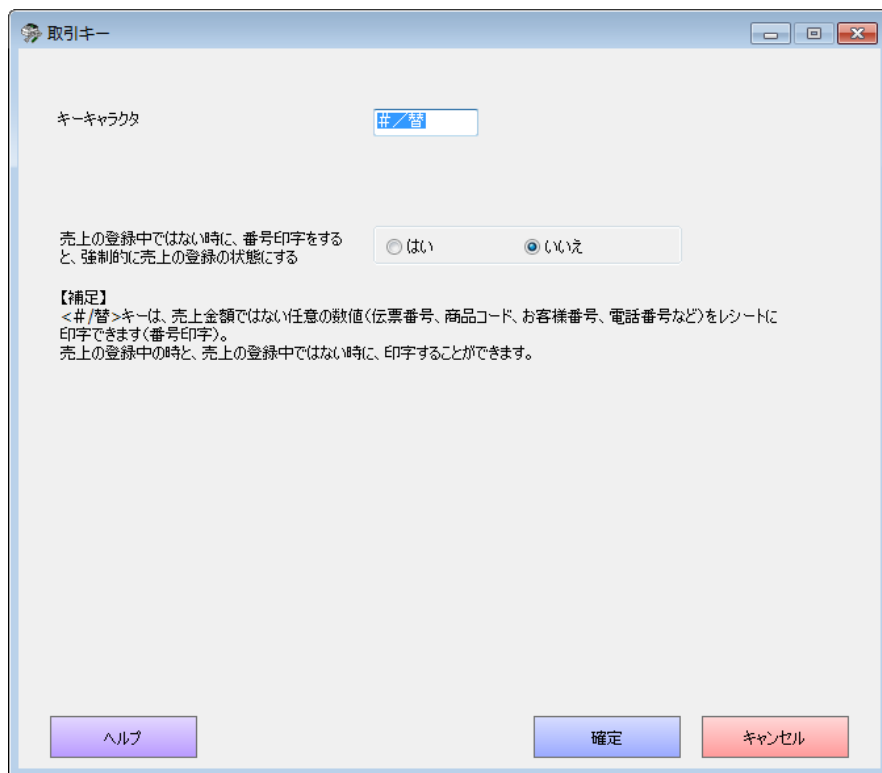 取引キー
キーキャラクタ
#／替
売上の登録中ではない時に、番号印字をする
と、強制的に売上の登録の状態にする
はい
いいえ
【補足】
<#/替>キーは、売上金額ではない任意の数値(伝票番号、商品コード、お客様番号、電話番号など)をレシートに
印字できます(番号印字)。
売上の登録中の時と、売上の登録中ではない時に、印字することができます。
ヘルプ
確定
キャンセル